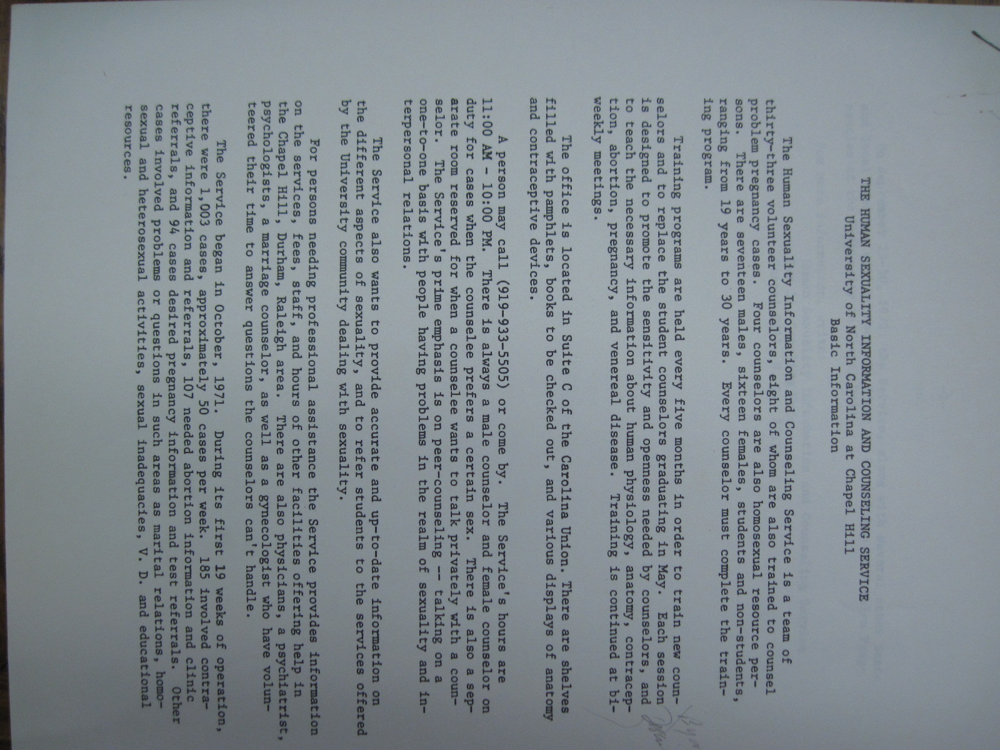 THE HUMAN SEXUALITY INFORMATION AND COUNSELING SERVICE
University of North Carolina at Chapel Hill
Basic Information
The Human Sexuality Information and Counseling Service is a team of
thirty-three volunteer counselors, eight of whom are also trained to counsel
problem pregnancy cases. Four counselors are also homosexual resource per-
sons. There are seventeen males, sixteen females, students and non-students,
ranging from 19 years to 30 years. Every counselor must complete the train-
ing program.
Training programs are held every five months in order to train new coun-
selors and to replace the student counselors graduating in May. Each session
is designed to promote the sensitivity and openness needed by counselors, and
to teach the necessary information about human physiology, anatomy, contracep-
tion, abortion, pregnancy, and venereal disease. Training is continued at bi-
weekly meetings.
The office is located in Suite C of the Carolina Union. There are shelves
filled with pamphlets, books to be checked out, and various displays of anatomy
and contraceptive devices.
A person may call (919-933-5505) or come by. The Service's hours are
11:00 AM - 10:00 PM. There is always a male counselor and female counselor on
duty for cases when the counselee prefers a certain sex. There is also a sep-
arate room reserved for when a counselee wants to talk privately with a coun-
selor. The Service's prime emphasis is on peer-counseling -- talking on a
one-to-one basis with people having problems in the realm of sexuality and in-
terpersonal relations.
The Service also wants to provide accurate and up-to-date information on
the different aspects of sexuality, and to refer students to the services offered
by the University community dealing with sexuality.
For persons needing professional assistance the Service provides information
on the services, fees, staff, and hours of other facilities offering help in
the Chapel Hill, Durham, Raleigh area. There are also physicians, a psychiatrist,
psychologists, a marriage counselor, as well as a gynecologist who have volun-
teered their time to answer questions the counselors can't handle.
The Service began in October, 1971. During its first 19 weeks of operation,
there were 1,003 cases, approximately 50 cases per week. 185 involved contra-
ceptive information and referrals, 107 needed abortion information and clinic
referrals, and 94 cases desired pregnancy information and test referrals. Other
cases involved problems or questions in such areas as marital relations, homo-
sexual and heterosexual activities, sexual inadequacies, V. D. and educational
resources.